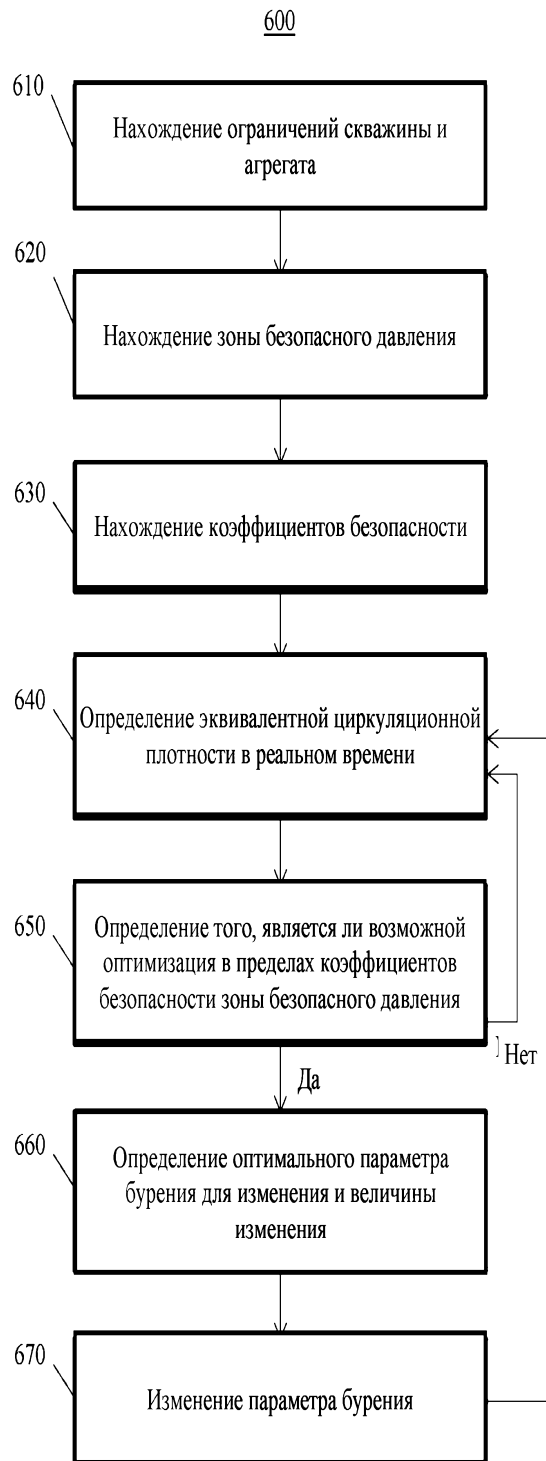 600
610
Нахождение ограничений скважины и
агрегата
620
Нахождение зоны безопасного давления
630
Нахождение коэффициентов безопасности
640
Определение эквивалентной циркуляционной
плотности в реальном времени
650
Определение того, является ли возможной
оптимизация в пределах коэффициентов
безопасности зоны безопасного давления
Нет
Да
660
Определение оптимального параметра
бурения для изменения и величины
изменения
670
Изменение параметра бурения